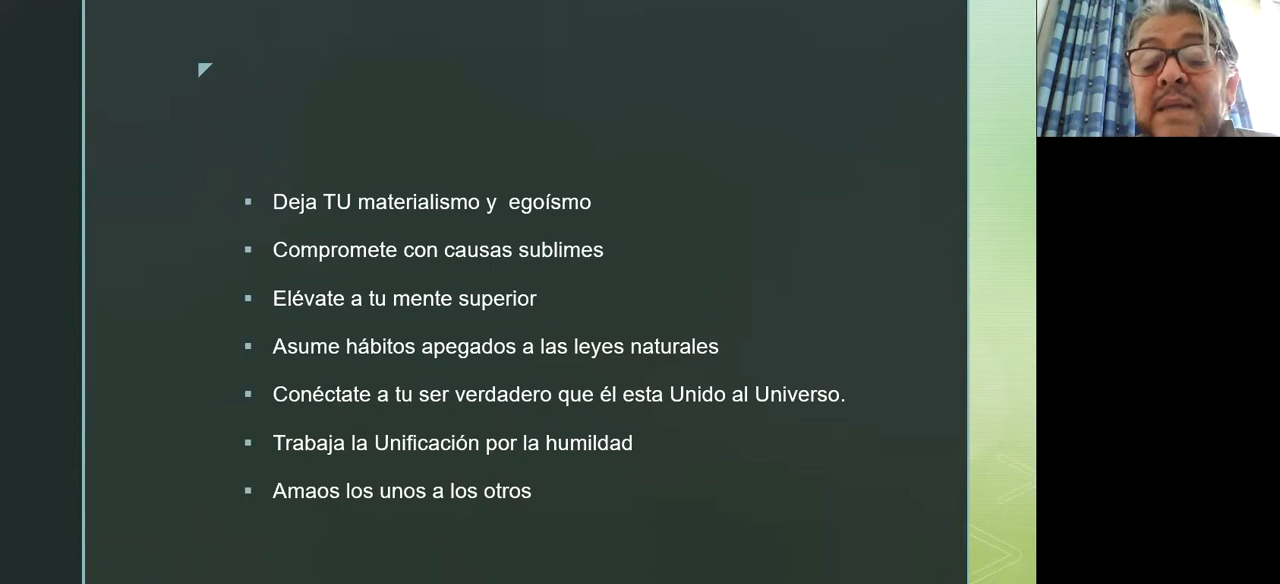 Deja TU materialismo y  egoísmo
Compromete con causas sublimes
Elévate a tu mente superior
Asume hábitos apegados a las leyes naturales
Conéctate a tu ser verdadero que él esta Unido al Universo.
Trabaja la Unificación por la humildad
Amaos los unos a los otros